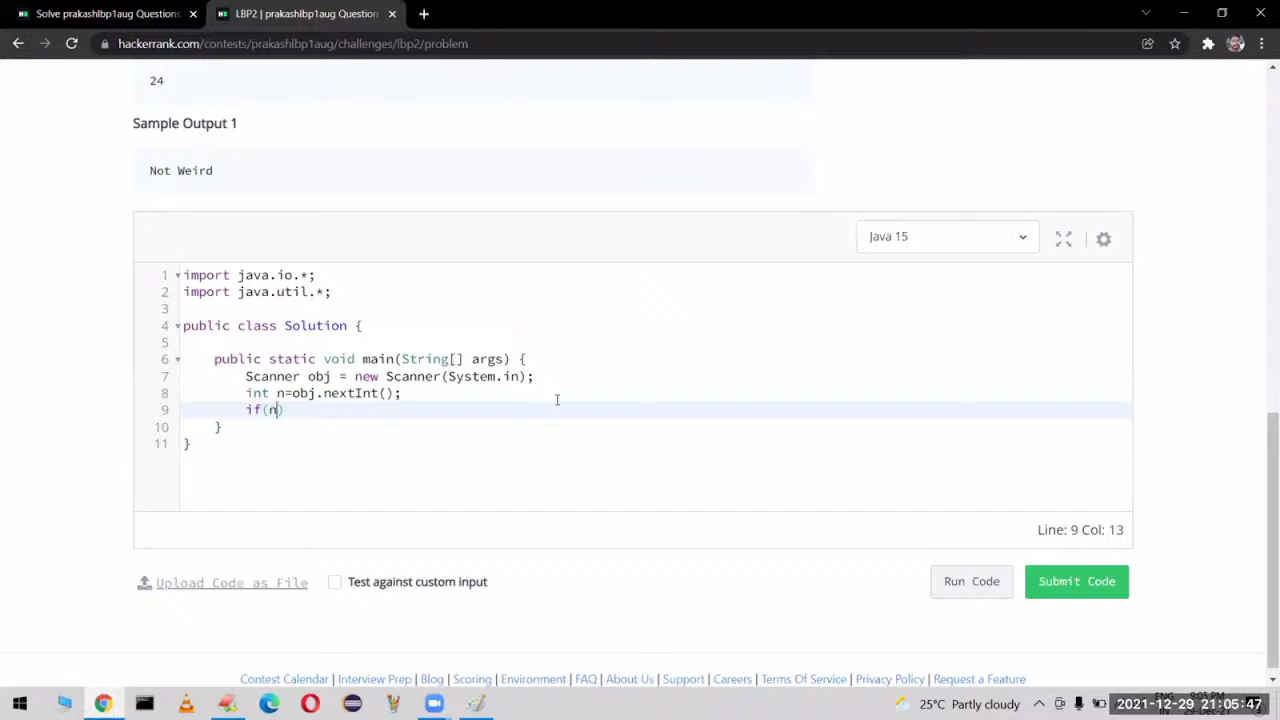 Solve prakashlbp1aug Questions
LBP2 | prakashlbp1aug Question
hackerrank.com/contests/prakashlbp1aug/challenges/lbp2/problem
24
Sample Output 1
Not Weird
Java 15
1 import java.io.*;
2 import java.util.*;
3
4 public class Solution {
5
6 public static void main(String[] args) {
7 Scanner obj = new Scanner(System.in);
8 int n=obj.nextInt();
9 if(n)
10 }
11 }
Line: 9 Col: 13
Upload Code as File
Test against custom input
Run Code
Submit Code
Contest Calendar | Interview Prep | Blog | Scoring | Environment | FAQ | About Us | Support | Careers | Terms Of Service | Privacy Policy | Request a Feature
25°C Partly cloudy
ENG
9:05 PM
2021-12-29 21:05:47